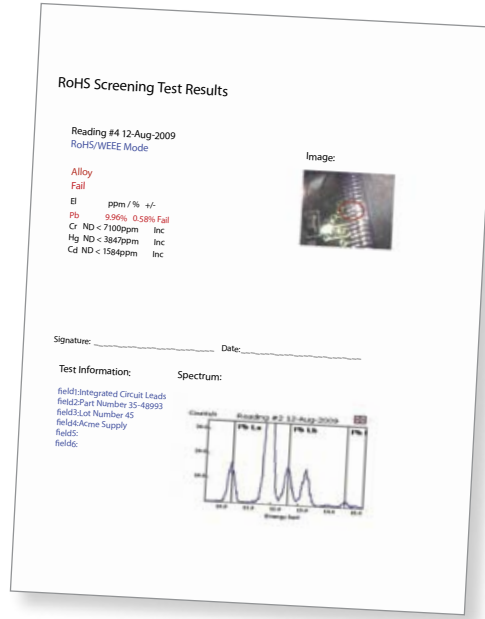 RoHS Screening Test Results
Reading #4 12-Aug-2009
RoHS/WEEE Mode
Image:
Alloy
Fail
El ppm / % +/-
Pb 9.96% 0.58% Fail
Cr ND < 7100ppm Inc
Hg ND < 3847ppm Inc
Cd ND < 1584ppm Inc
Signature: Date:
Test Information:
Spectrum:
field1:Integrated Circuit Leads
field2:Part Number 35-48993
field3:Lot Number 45
field4:Acme Supply
field5:
field6:
Reading #2 12-Aug-2009
Pb La Pb Lb